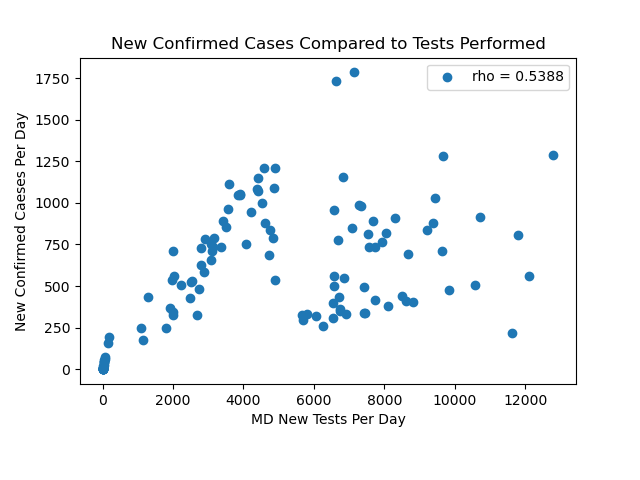 New Confirmed Cases Compared to Tests Performed
rho = 0.5388
1750
1500
1250
1000
750
500
250
0
New Confirmed Caeses Per Day
0 2000 4000 6000 8000 10000 12000
MD New Tests Per Day